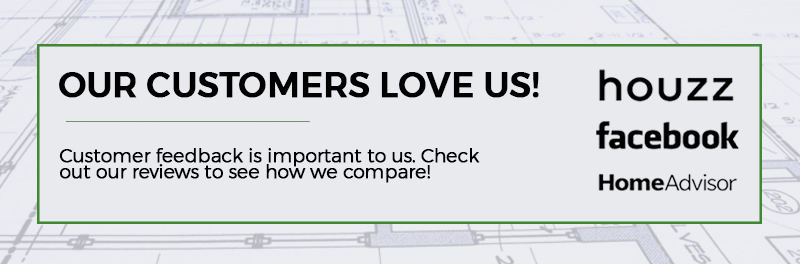 OUR CUSTOMERS LOVE US!
Customer feedback is important to us. Check
out our reviews to see how we compare!
houzz
facebook
HomeAdvisor